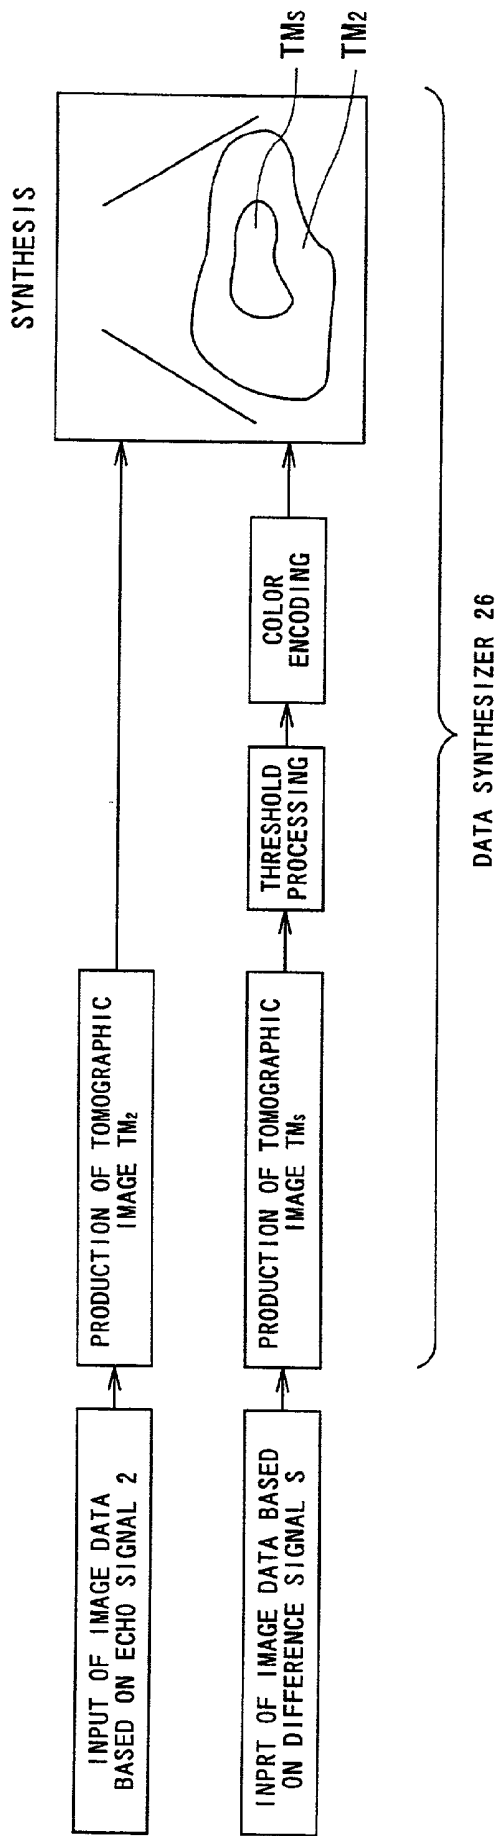 INPUT OF IMAGE DATA
BASED ON ECHO SIGNAL 2
PRODUCTION OF TOMOGRAPHIC
IMAGE TM2
INPRT OF IMAGE DATA BASED
ON DIFFERENCE SIGNAL S
PRODUCTION OF TOMOGRAPHIC
IMAGE TMs
THRESHOLD
PROCESSING
COLOR
ENCODING
SYNTHESIS
TMs
TM2
DATA SYNTHESIZER 26